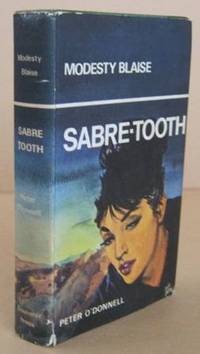 Modesty
Blaise
SABRE
TOOTH
MODESTY BLAISE
SABRE-TOOTH
PETER O'DONNELL